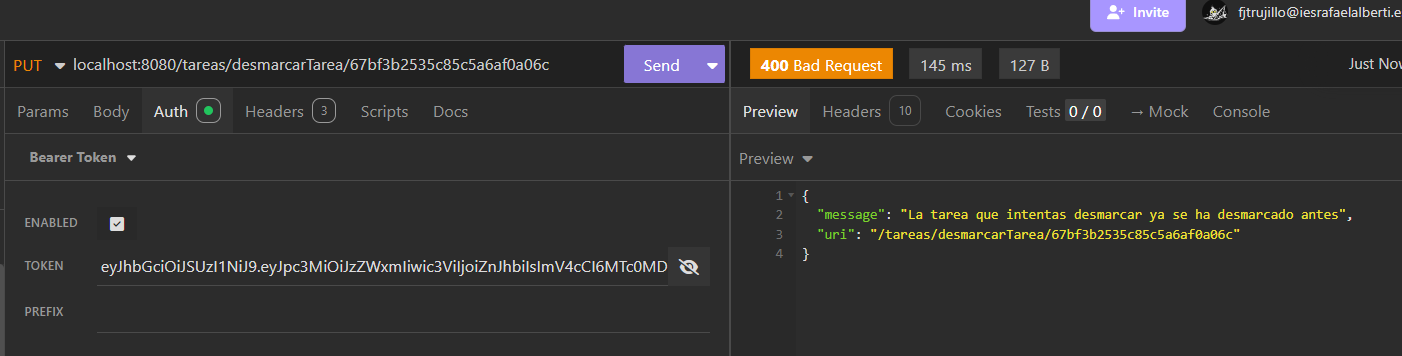 Invite
fjtrujillo@iesrafaelalberti.e
PUT localhost:8080/tareas/desmarcarTarea/67bf3b2535c85c5a6af0a06c Send
400 Bad Request 145 ms 127 B Just Now
Params Body Auth Headers 3 Scripts Docs
Preview Headers 10 Cookies Tests 0 / 0 → Mock Console
Bearer Token
Preview
ENABLED
TOKEN eyJhbGciOiJSUzI1NiJ9.eyJpc3MiOiJzZWxmIiwic3ViIjoiZnJhbiIsImV4cCI6MTc0MD
PREFIX
1 {
2 "message": "La tarea que intentas desmarcar ya se ha desmarcado antes",
3 "uri": "/tareas/desmarcarTarea/67bf3b2535c85c5a6af0a06c"
4 }